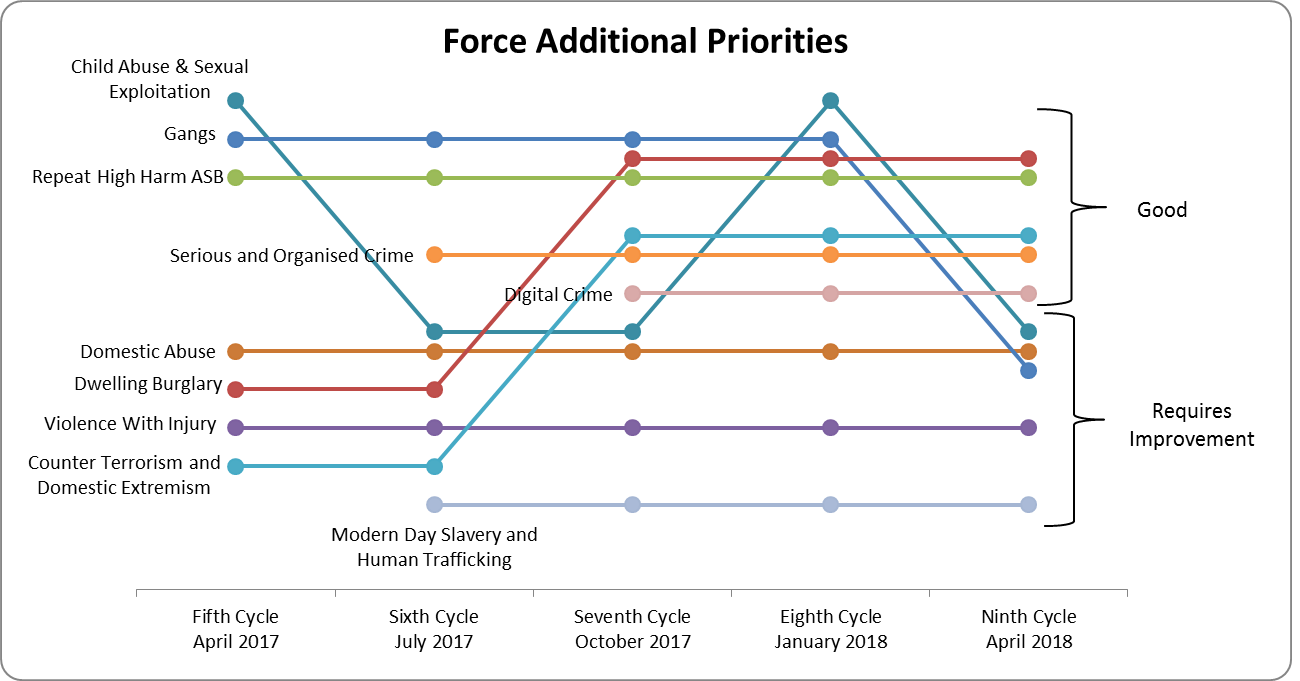 Force Additional Priorities
Child Abuse & Sexual
Exploitation
Gangs
Repeat High Harm ASB
Serious and Organised Crime
Digital Crime
Domestic Abuse
Dwelling Burglary
Violence With Injury
Counter Terrorism and
Domestic Extremism
Modern Day Slavery and
Human Trafficking
Good
Requires
Improvement
Fifth Cycle
April 2017
Sixth Cycle
July 2017
Seventh Cycle
October 2017
Eighth Cycle
January 2018
Ninth Cycle
April 2018